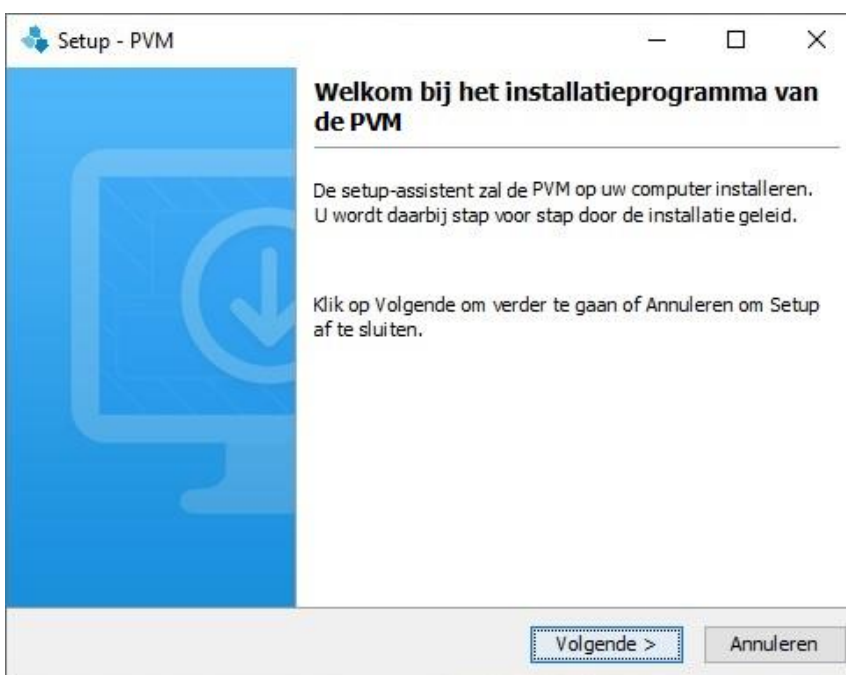 Setup - PVM
Welkom bij het installatieprogramma van
de PVM
De setup-assistent zal de PVM op uw computer installeren.
U wordt daarbij stap voor stap door de installatie geleid.
Klik op Volgende om verder te gaan of Annuleren om Setup
af te sluiten.
Volgende >
Annuleren